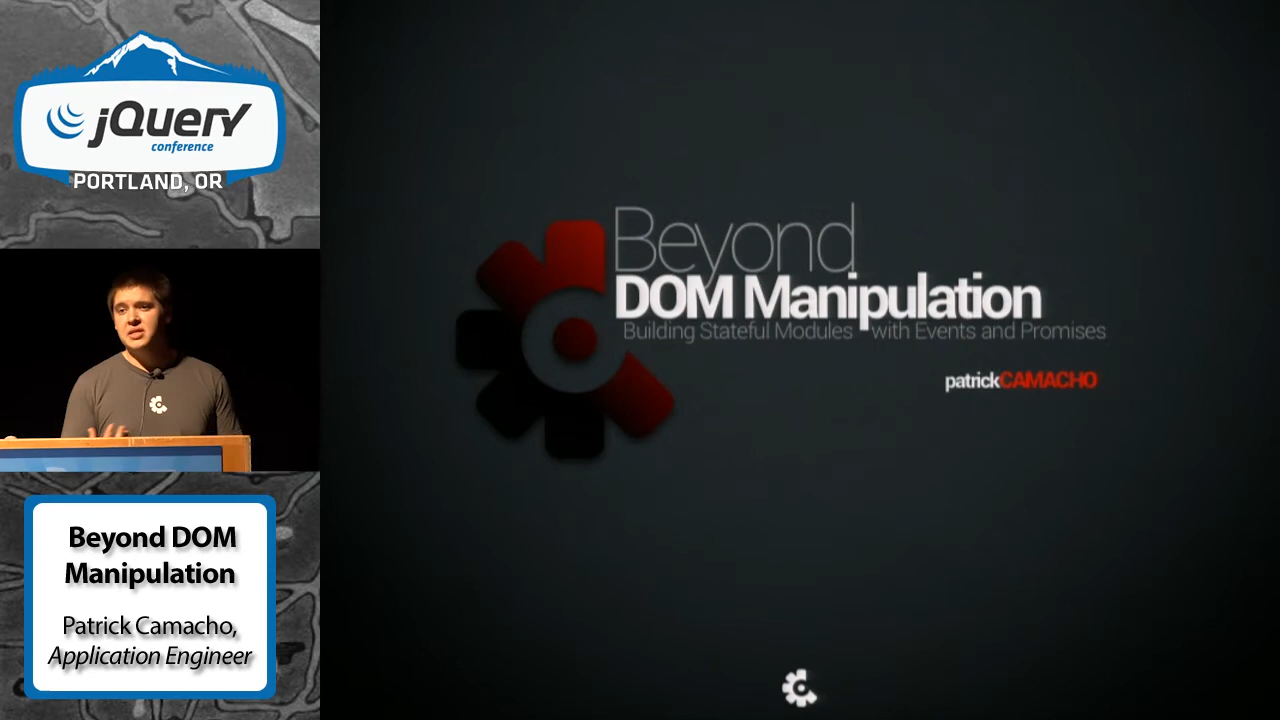 jQuery
conference
PORTLAND, OR
Beyond
DOM Manipulation
Building Stateful Modules with Events and Promises
patrickCAMACHO
Beyond DOM
Manipulation
Patrick Camacho,
Application Engineer